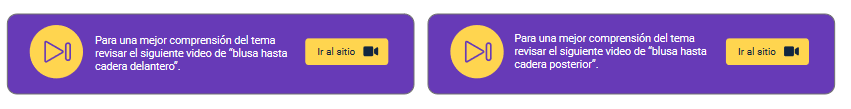 Para una mejor comprensión del tema
revisar el siguiente video de “blusa hasta
cadera delantero”.
Ir al sitio
Para una mejor comprensión del tema
revisar el siguiente video de “blusa hasta
cadera posterior”.
Ir al sitio